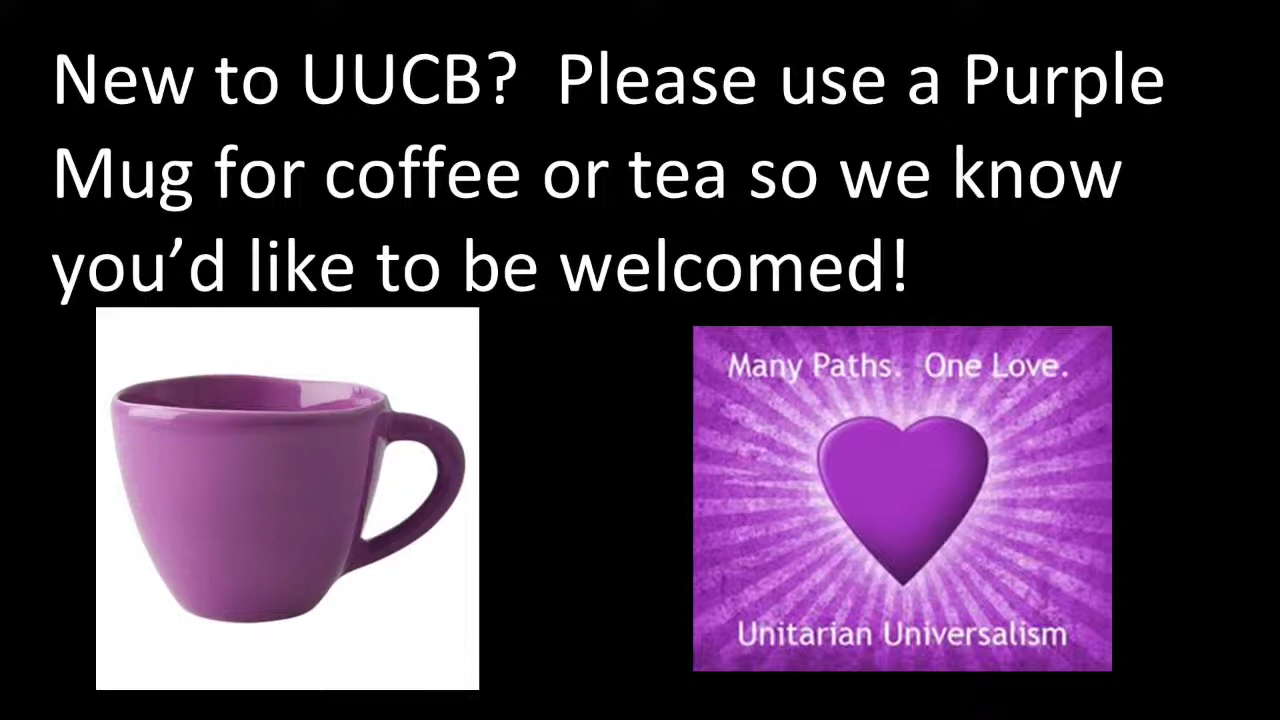 New to UUCB?  Please use a Purple
Mug for coffee or tea so we know
you’d like to be welcomed!
Many Paths.  One Love.
Unitarian Universalism